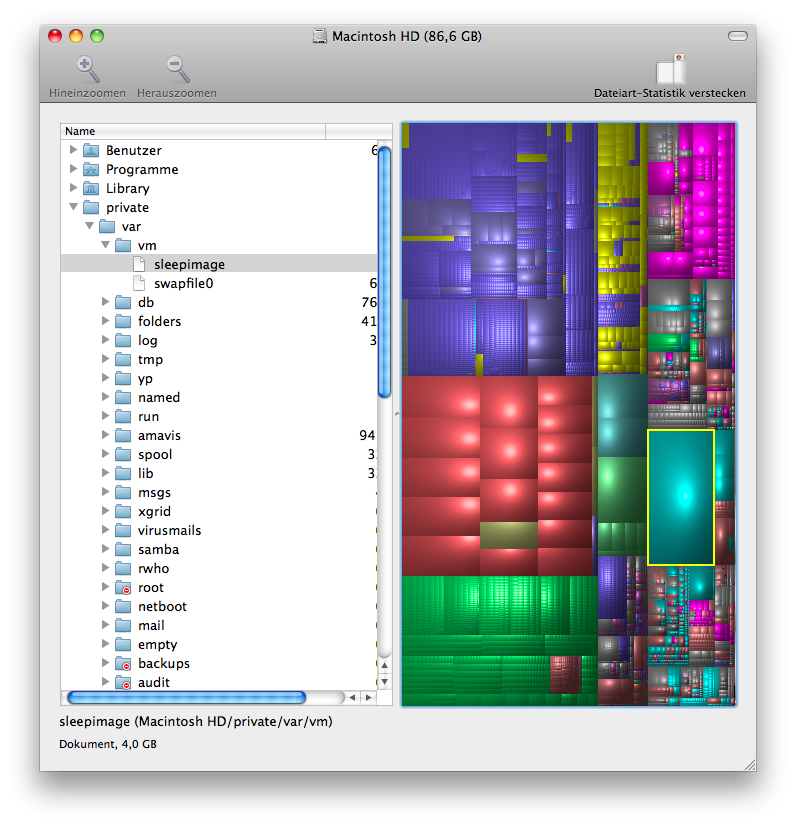 Macintosh HD (86,6 GB)
Hineinzoomen Herauszoomen Dateiart-Statistik verstecken
Name
Benutzer 6
Programme
Library
private
var
vm
sleepimage
swapfile0 6
db 76
folders 41
log 3
tmp
yp
named
run
amavis 94
spool 3
lib 3
msgs
xgrid
virusmails
samba
rwho
root
netboot
mail
empty
backups
audit
sleepimage (Macintosh HD/private/var/vm)
Dokument, 4,0 GB